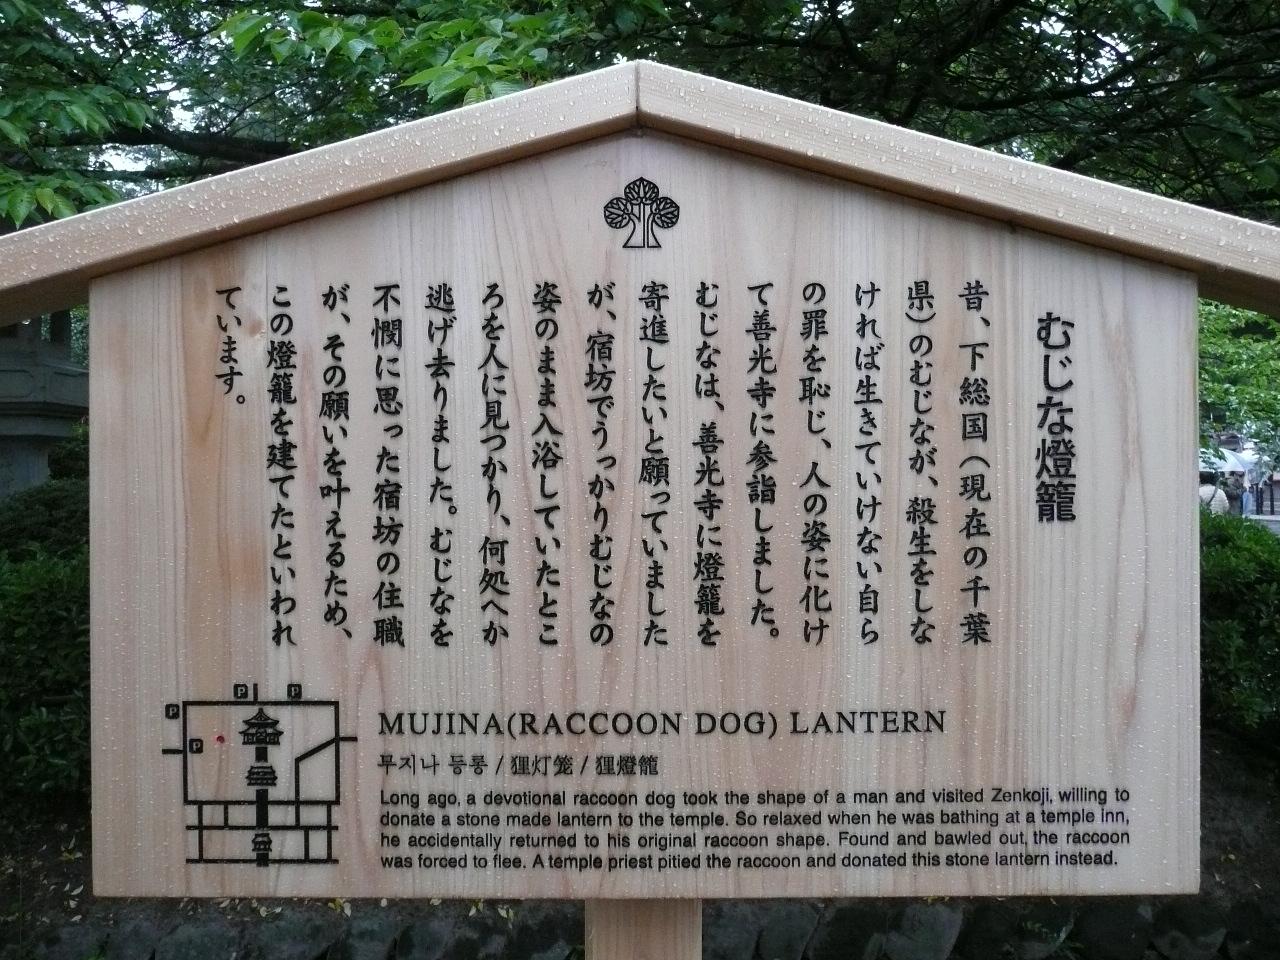 むじな燈籠
昔、下総国（現在の千葉
県）のむじなが、殺生をしな
ければ生きていけない自ら
の罪を恥じ、人の姿に化け
て善光寺に参詣しました。
むじなは、善光寺に燈籠を
寄進したいと願っていました
が、宿坊でうっかりむじなの
姿のまま入浴していたとこ
ろを人に見つかり、何処へか
逃げ去りました。むじなを
不憫に思った宿坊の住職
が、その願いを叶えるため、
この燈籠を建てたといわれ
ています。
P P
P
P
MUJINA(RACCOON DOG) LANTERN
무지나 등롱 / 狸灯笼 / 狸燈籠
Long ago, a devotional raccoon dog took the shape of a man and visited Zenkoji, willing to
donate a stone made lantern to the temple. So relaxed when he was bathing at a temple inn,
he accidentally returned to his original raccoon shape. Found and bawled out, the raccoon
was forced to flee. A temple priest pitied the raccoon and donated this stone lantern instead.